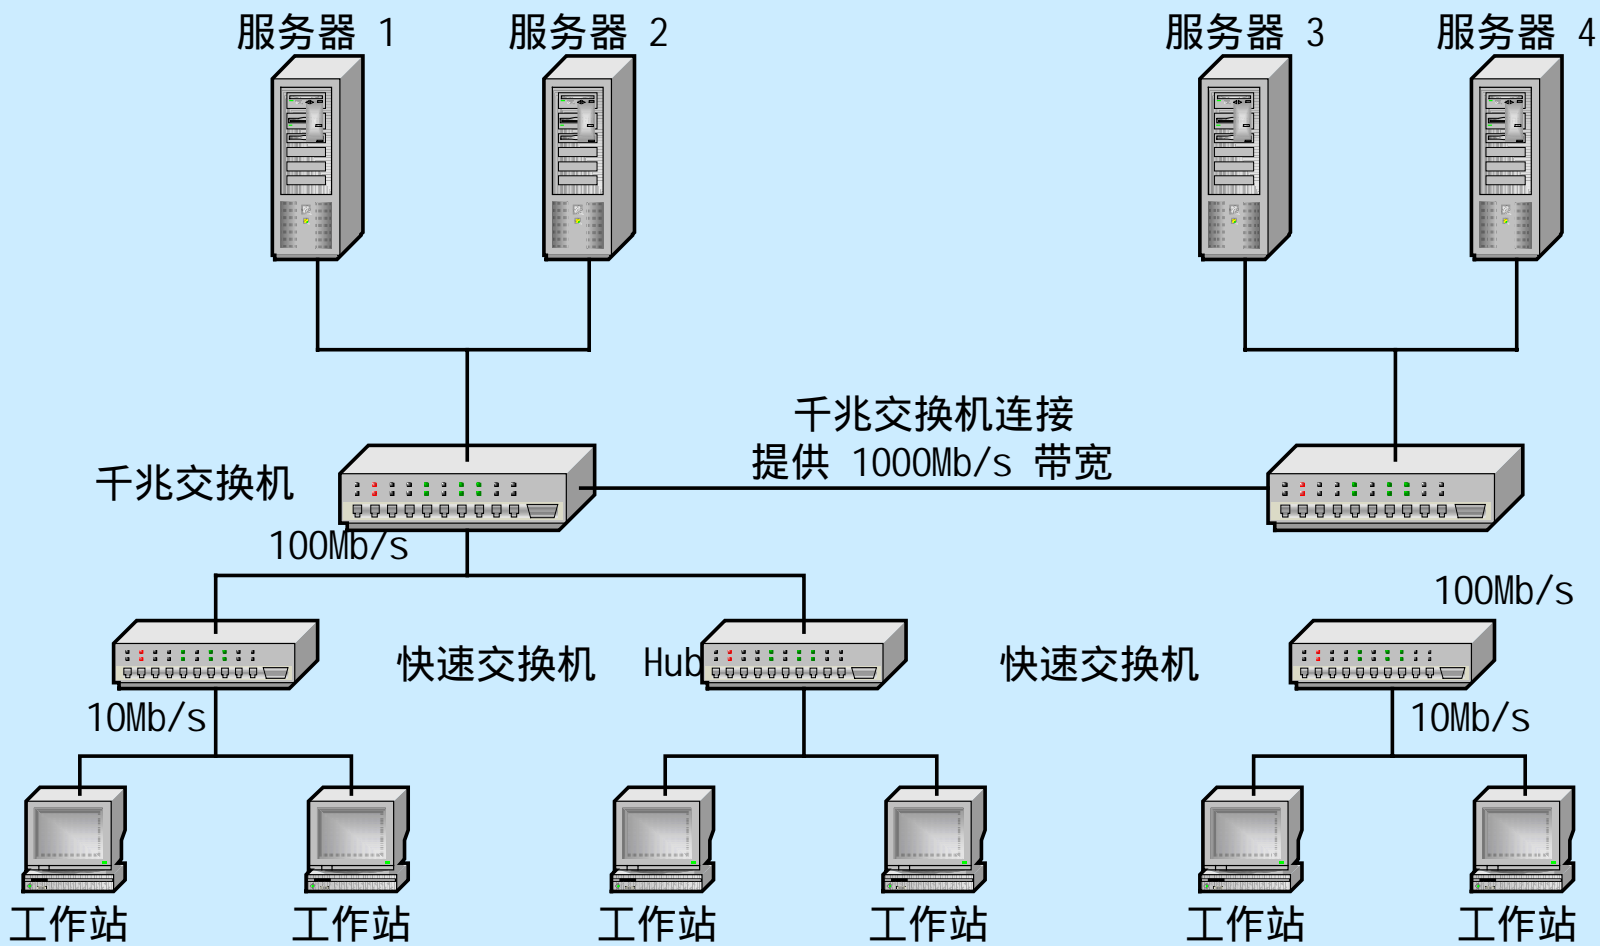 服务器 1
服务器 2
服务器 3
服务器 4
千兆交换机连接
提供 1000Mb/s 带宽
千兆交换机
100Mb/s
100Mb/s
快速交换机
Hub
快速交换机
10Mb/s
10Mb/s
工作站
工作站
工作站
工作站
工作站
工作站